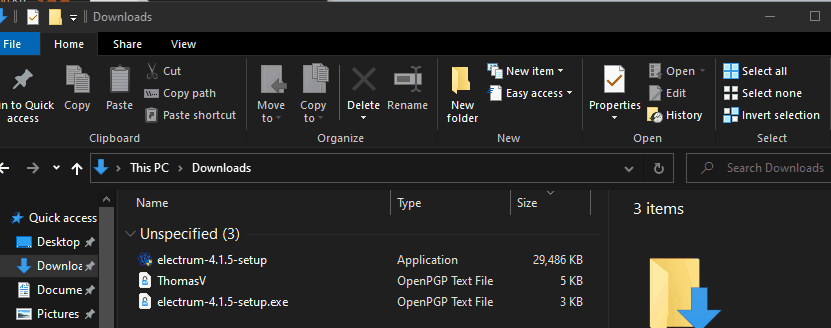 Downloads
File Home Share View
in to Quick access
Copy
Paste
Cut
Copy path
Paste shortcut
Clipboard
Move to
Copy to
Delete
Rename
Organize
New folder
New item
Easy access
New
Properties
Open
Edit
History
Open
Select all
Select none
Invert selection
Select
This PC > Downloads
Search Downloads
Quick access
Desktop
Downloa
Docume
Pictures
Name Type Size
Unspecified (3)
electrum-4.1.5-setup Application 29,486 KB
ThomasV OpenPGP Text File 5 KB
electrum-4.1.5-setup.exe OpenPGP Text File 3 KB
3 items